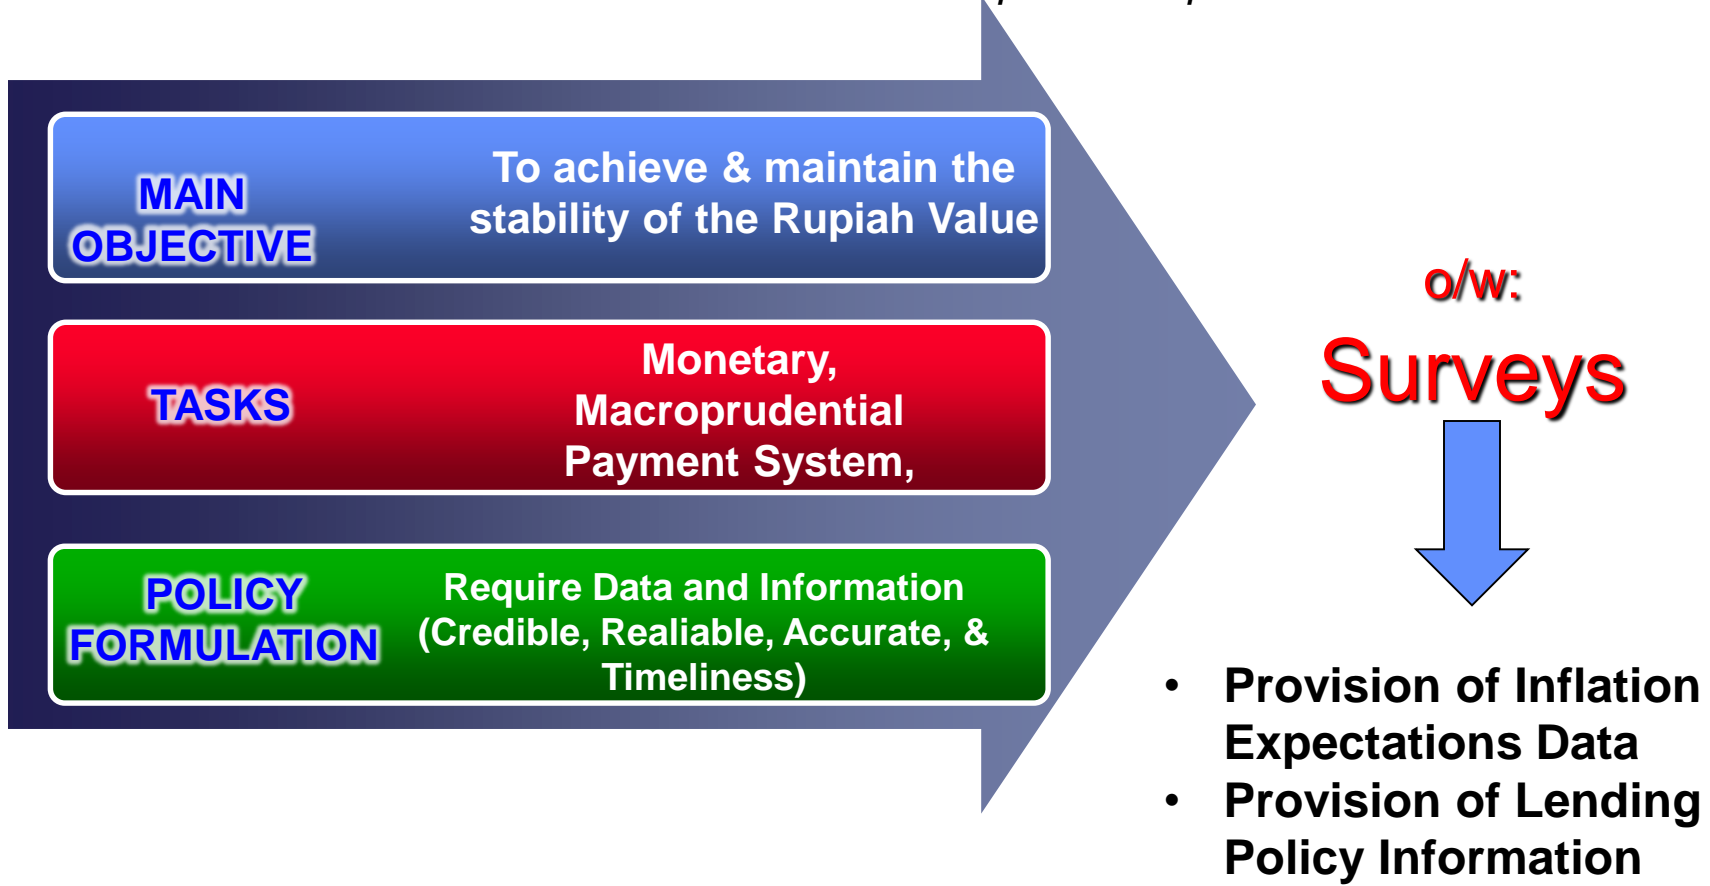 MAIN
OBJECTIVE
To achieve & maintain the
stability of the Rupiah Value
TASKS
Monetary,
Macroprudential
Payment System,
POLICY
FORMULATION
Require Data and Information
(Credible, Realiable, Accurate, &
Timeliness)
o/w:
Surveys
• Provision of Inflation
Expectations Data
• Provision of Lending
Policy Information